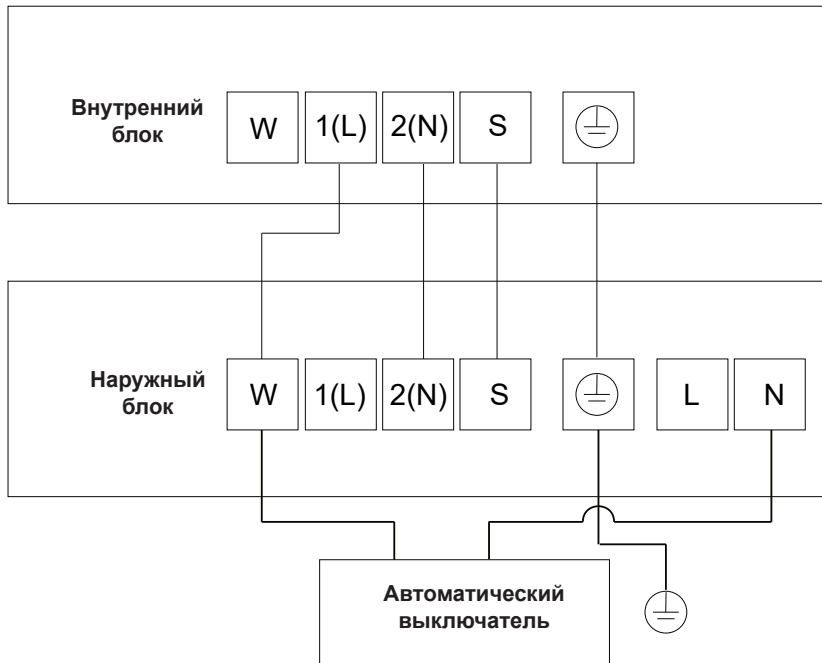 Внутренний
блок
W 1(L) 2(N) S
Наружный
блок
W 1(L) 2(N) S L N
Автоматический
выключатель